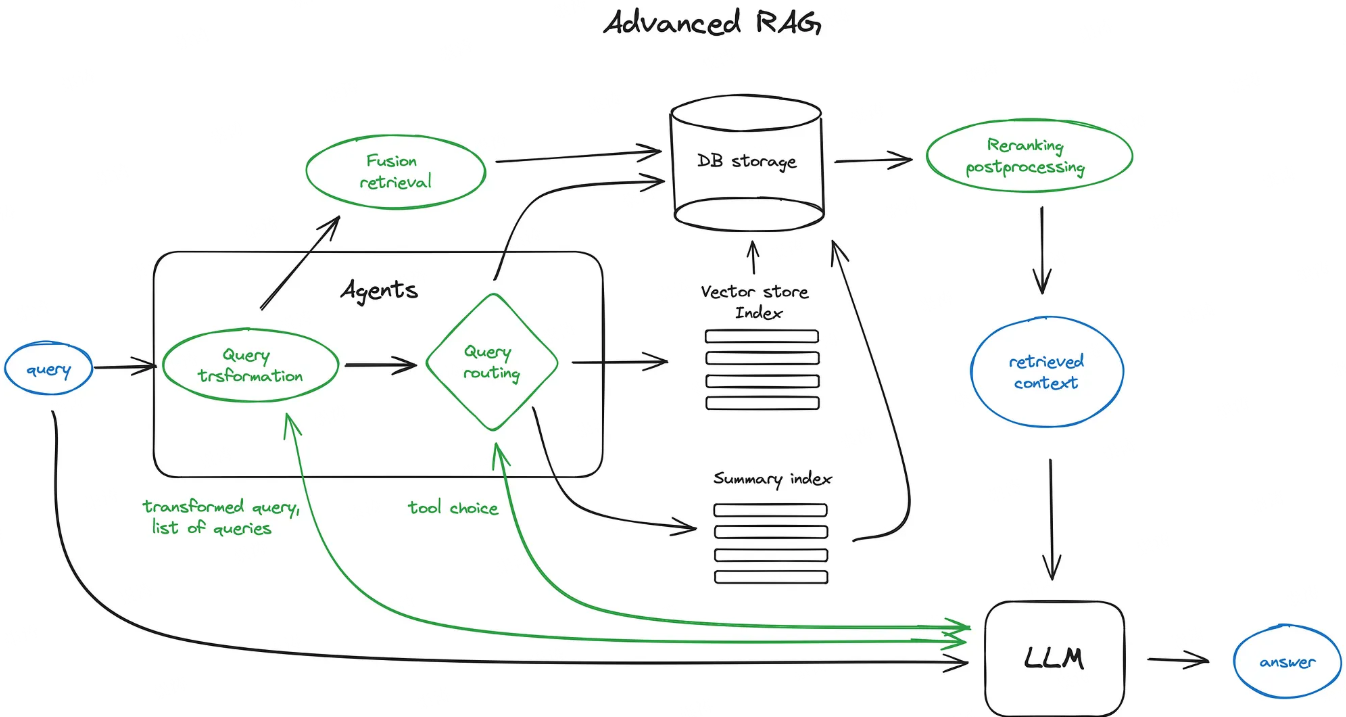 Advanced RAG
Fusion
retrieval
DB storage
Reranking
postprocessing
Agents
Vector store
Index
query
Query
trsformation
Query
routing
retrieved
context
Summary index
transformed query,
list of queries
tool choice
LLM
answer